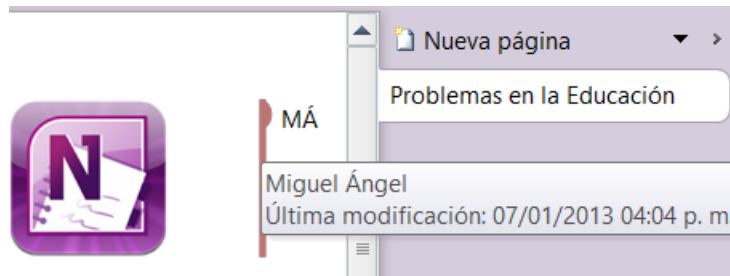 Nueva página
Problemas en la Educación
MÁ
N
Miguel Ángel
Última modificación: 07/01/2013 04:04 p. m